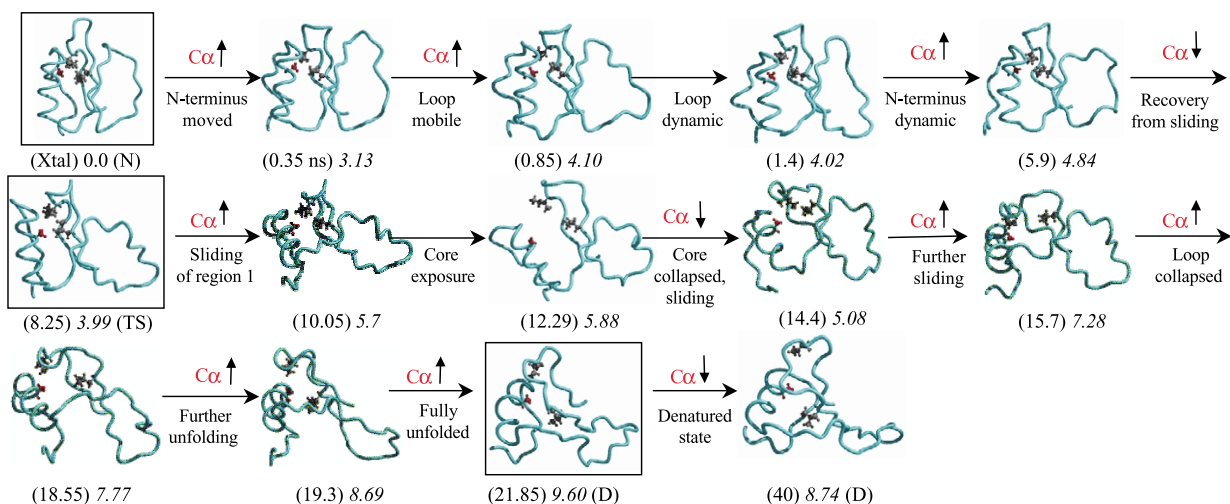 Cα
Cα
Cα
Cα
N-terminus
moved
Loop
mobile
Loop
dynamic
N-terminus
dynamic
Recovery
from sliding
(Xtal) 0.0 (N)
(0.35 ns) 3.13
(0.85) 4.10
(1.4) 4.02
(5.9) 4.84
Cα
Cα
Cα
Cα
Sliding
of region 1
Core
exposure
Core
collapsed,
sliding
Further
sliding
Loop
collapsed
(8.25) 3.99 (TS)
(10.05) 5.7
(12.29) 5.88
(14.4) 5.08
(15.7) 7.28
Cα
Cα
Cα
Further
unfolding
Fully
unfolded
Denatured
state
(18.55) 7.77
(19.3) 8.69
(21.85) 9.60 (D)
(40) 8.74 (D)